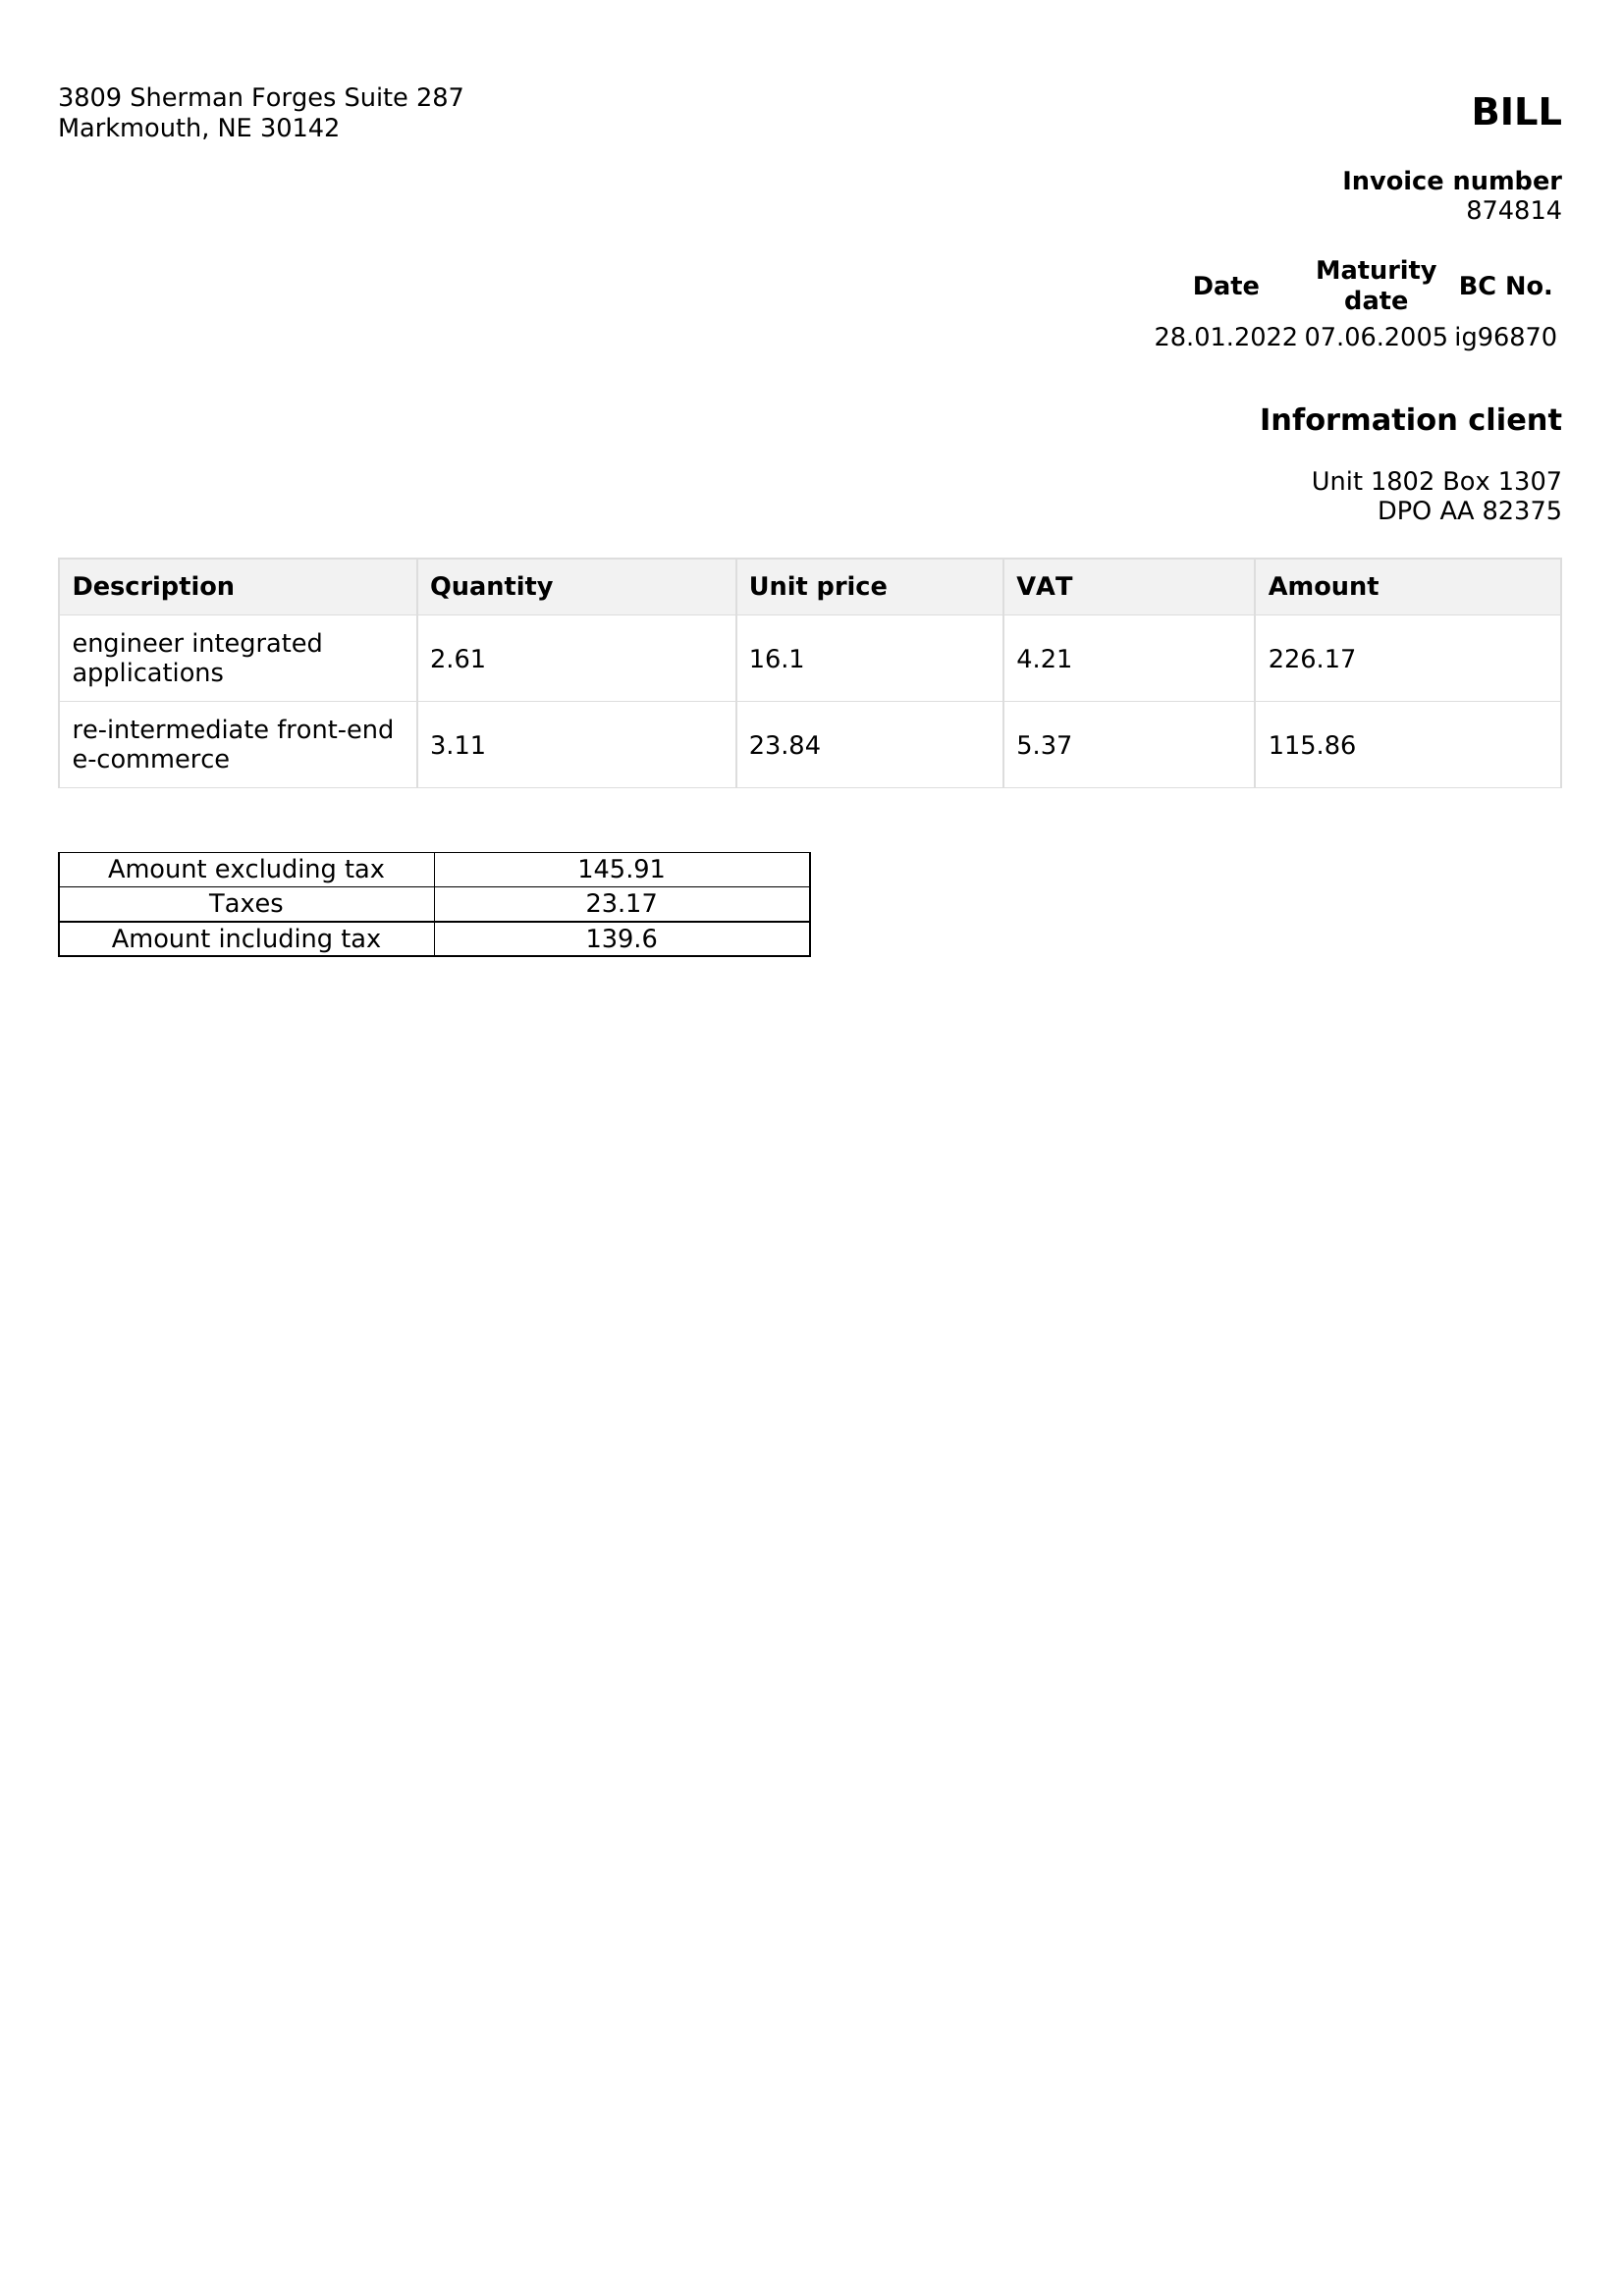 3809 Sherman Forges Suite 287
Markmouth, NE 30142
BILL
Invoice number
874814
Date Maturity date BC No.
28.01.2022 07.06.2005 ig96870
Information client
Unit 1802 Box 1307
DPO AA 82375
Description Quantity Unit price VAT Amount
engineer integrated
applications 2.61 16.1 4.21 226.17
re-intermediate front-end
e-commerce 3.11 23.84 5.37 115.86
Amount excluding tax 145.91
Taxes 23.17
Amount including tax 139.6